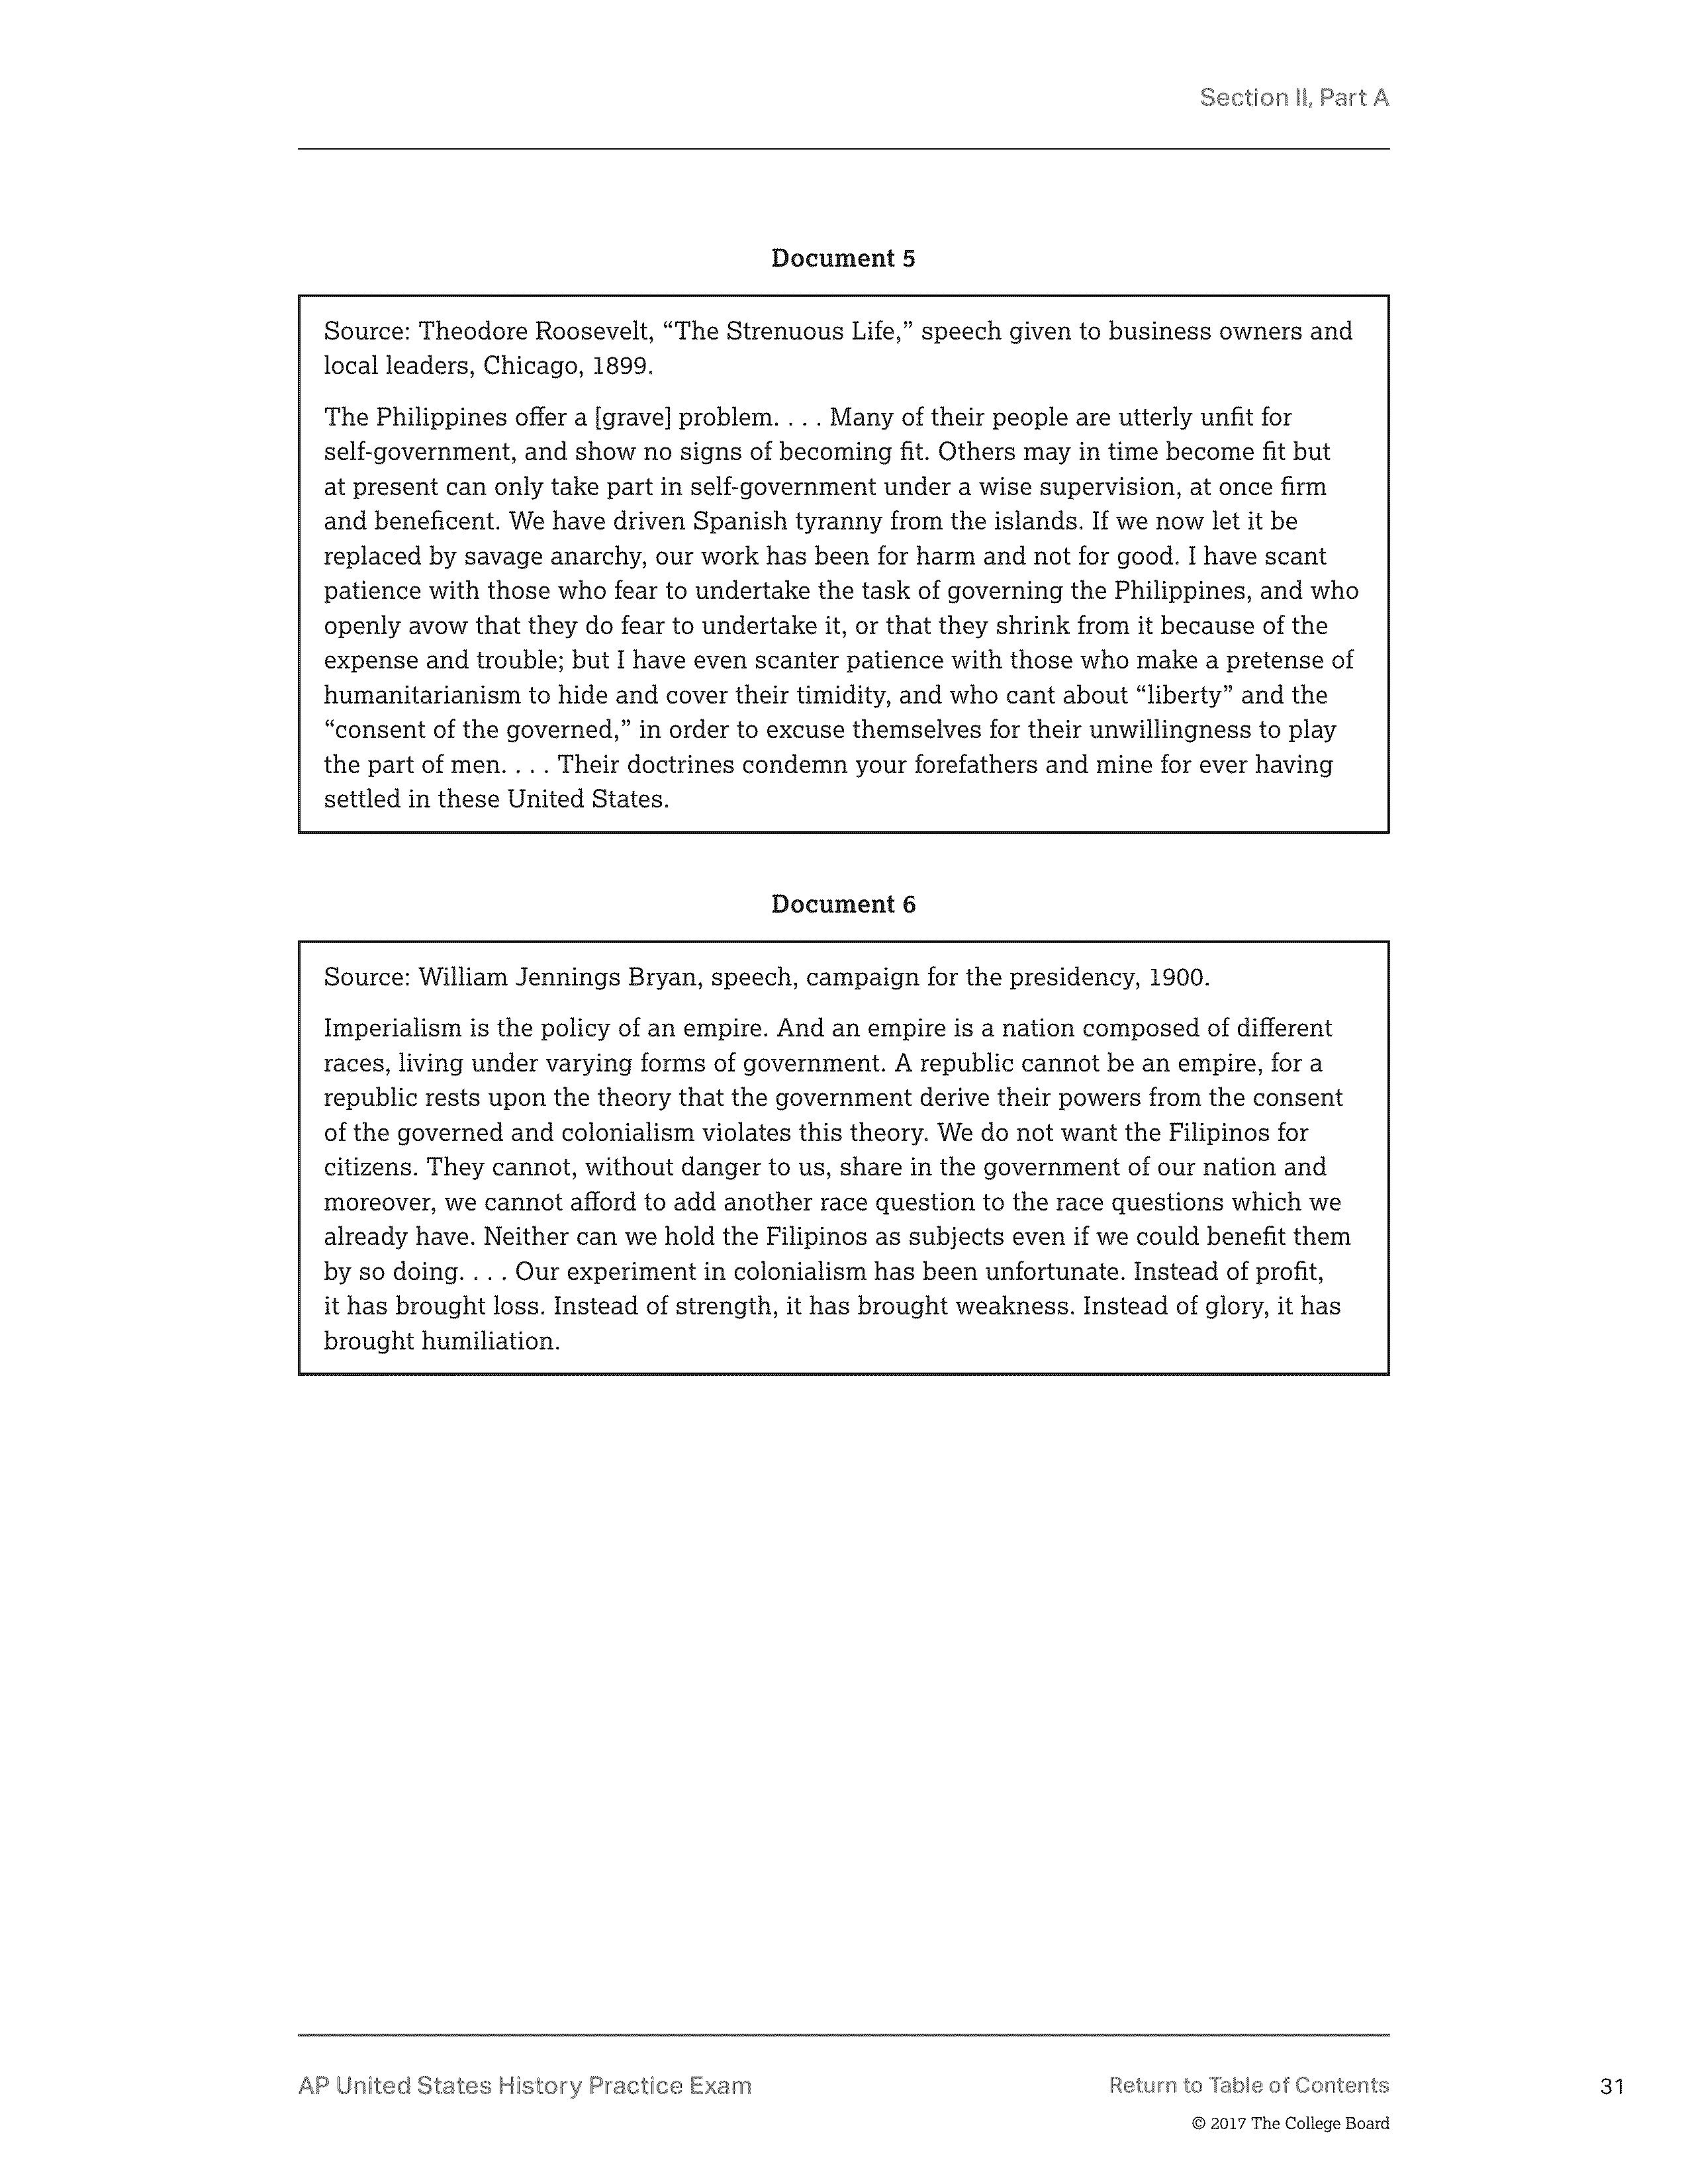 Section II, Part A
Document 5
Source: Theodore Roosevelt, “The Strenuous Life,” speech given to business owners and
local leaders, Chicago, 1899.
The Philippines offer a [grave] problem. . . . Many of their people are utterly unfit for
self-government, and show no signs of becoming fit. Others may in time become fit but
at present can only take part in self-government under a wise supervision, at once firm
and beneficent. We have driven Spanish tyranny from the islands. If we now let it be
replaced by savage anarchy, our work has been for harm and not for good. I have scant
patience with those who fear to undertake the task of governing the Philippines, and who
openly avow that they do fear to undertake it, or that they shrink from it because of the
expense and trouble; but I have even scanter patience with those who make a pretense of
humanitarianism to hide and cover their timidity, and who cant about “liberty” and the
“consent of the governed,” in order to excuse themselves for their unwillingness to play
the part of men. . . . Their doctrines condemn your forefathers and mine for ever having
settled in these United States.
Document 6
Source: William Jennings Bryan, speech, campaign for the presidency, 1900.
Imperialism is the policy of an empire. And an empire is a nation composed of different
races, living under varying forms of government. A republic cannot be an empire, for a
republic rests upon the theory that the government derive their powers from the consent
of the governed and colonialism violates this theory. We do not want the Filipinos for
citizens. They cannot, without danger to us, share in the government of our nation and
moreover, we cannot afford to add another race question to the race questions which we
already have. Neither can we hold the Filipinos as subjects even if we could benefit them
by so doing. . . . Our experiment in colonialism has been unfortunate. Instead of profit,
it has brought loss. Instead of strength, it has brought weakness. Instead of glory, it has
brought humiliation.
AP United States History Practice Exam
Return to Table of Contents
31
© 2017 The College Board